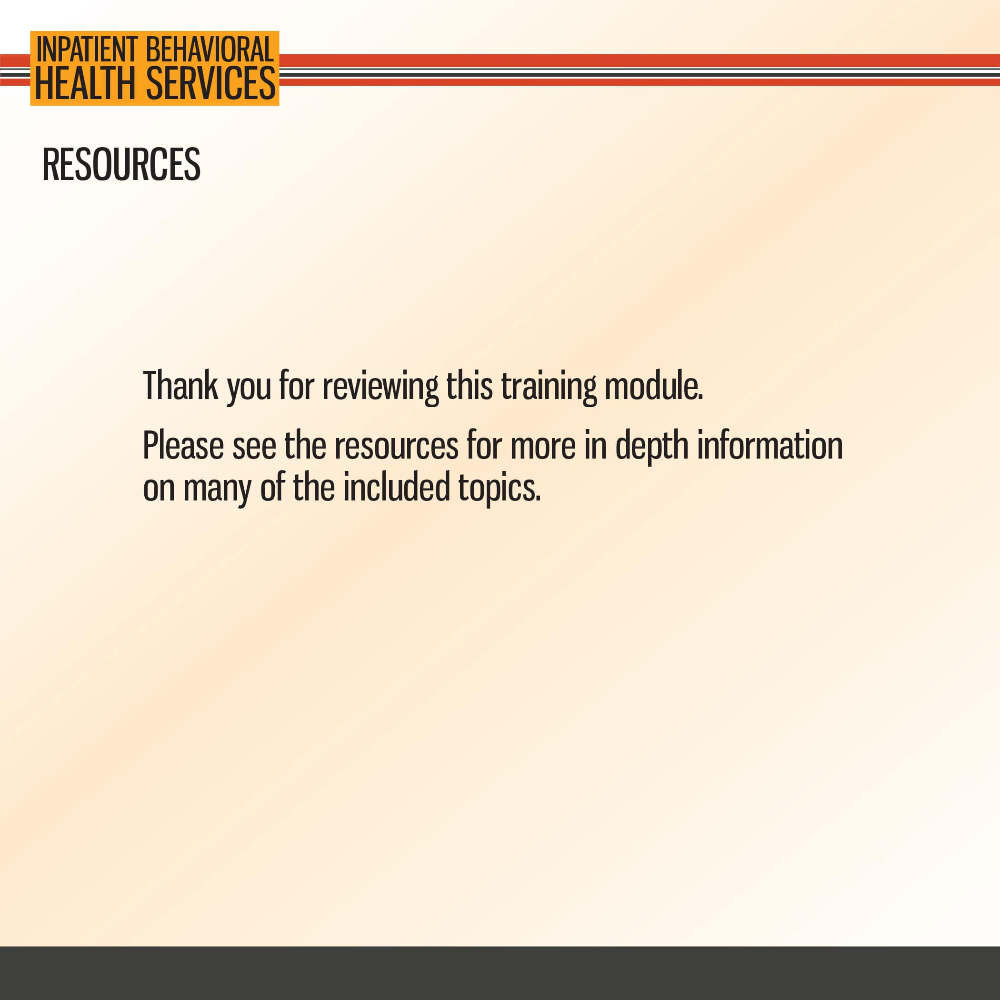 INPATIENT BEHAVIORAL
HEALTH SERVICES
RESOURCES
Thank you for reviewing this training module.
Please see the resources for more in depth information
on many of the included topics.